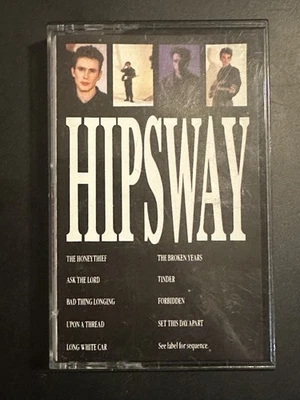 HIPSWAY
THE HONEYTHIEF
ASK THE LORD
BAD THING LONGING
UPON A THREAD
LONG WHITE CAR
THE BROKEN YEARS
TINDER
FORBIDDEN
SET THIS DAY APART
See label for sequence